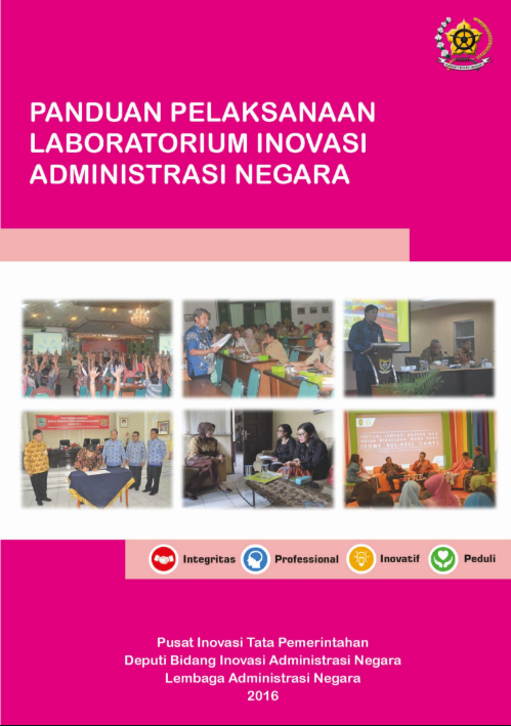 PANDUAN PELAKSANAAN
LABORATORIUM INOVASI
ADMINISTRASI NEGARA
Integritas
Professional
Inovatif
Peduli
Pusat Inovasi Tata Pemerintahan
Deputi Bidang Inovasi Administrasi Negara
Lembaga Administrasi Negara
2016